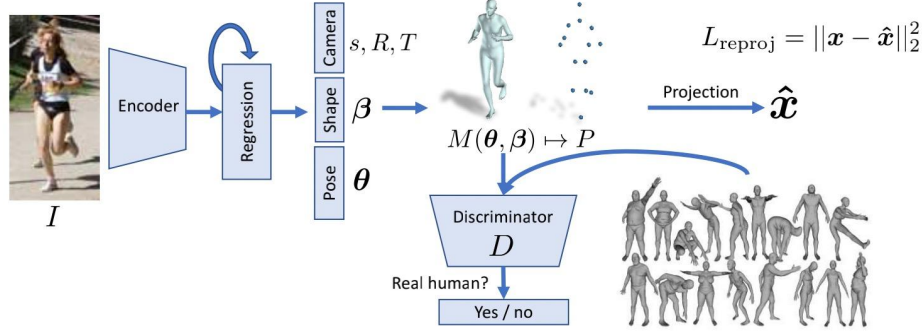 I
Encoder
Regression
Camera
s, R, T
Shape
β
Pose
θ
M(θ, β) ↦ P
L_reproj = ||x − x̂||²₂
Projection
x̂
Discriminator
D
Real human?
Yes / no